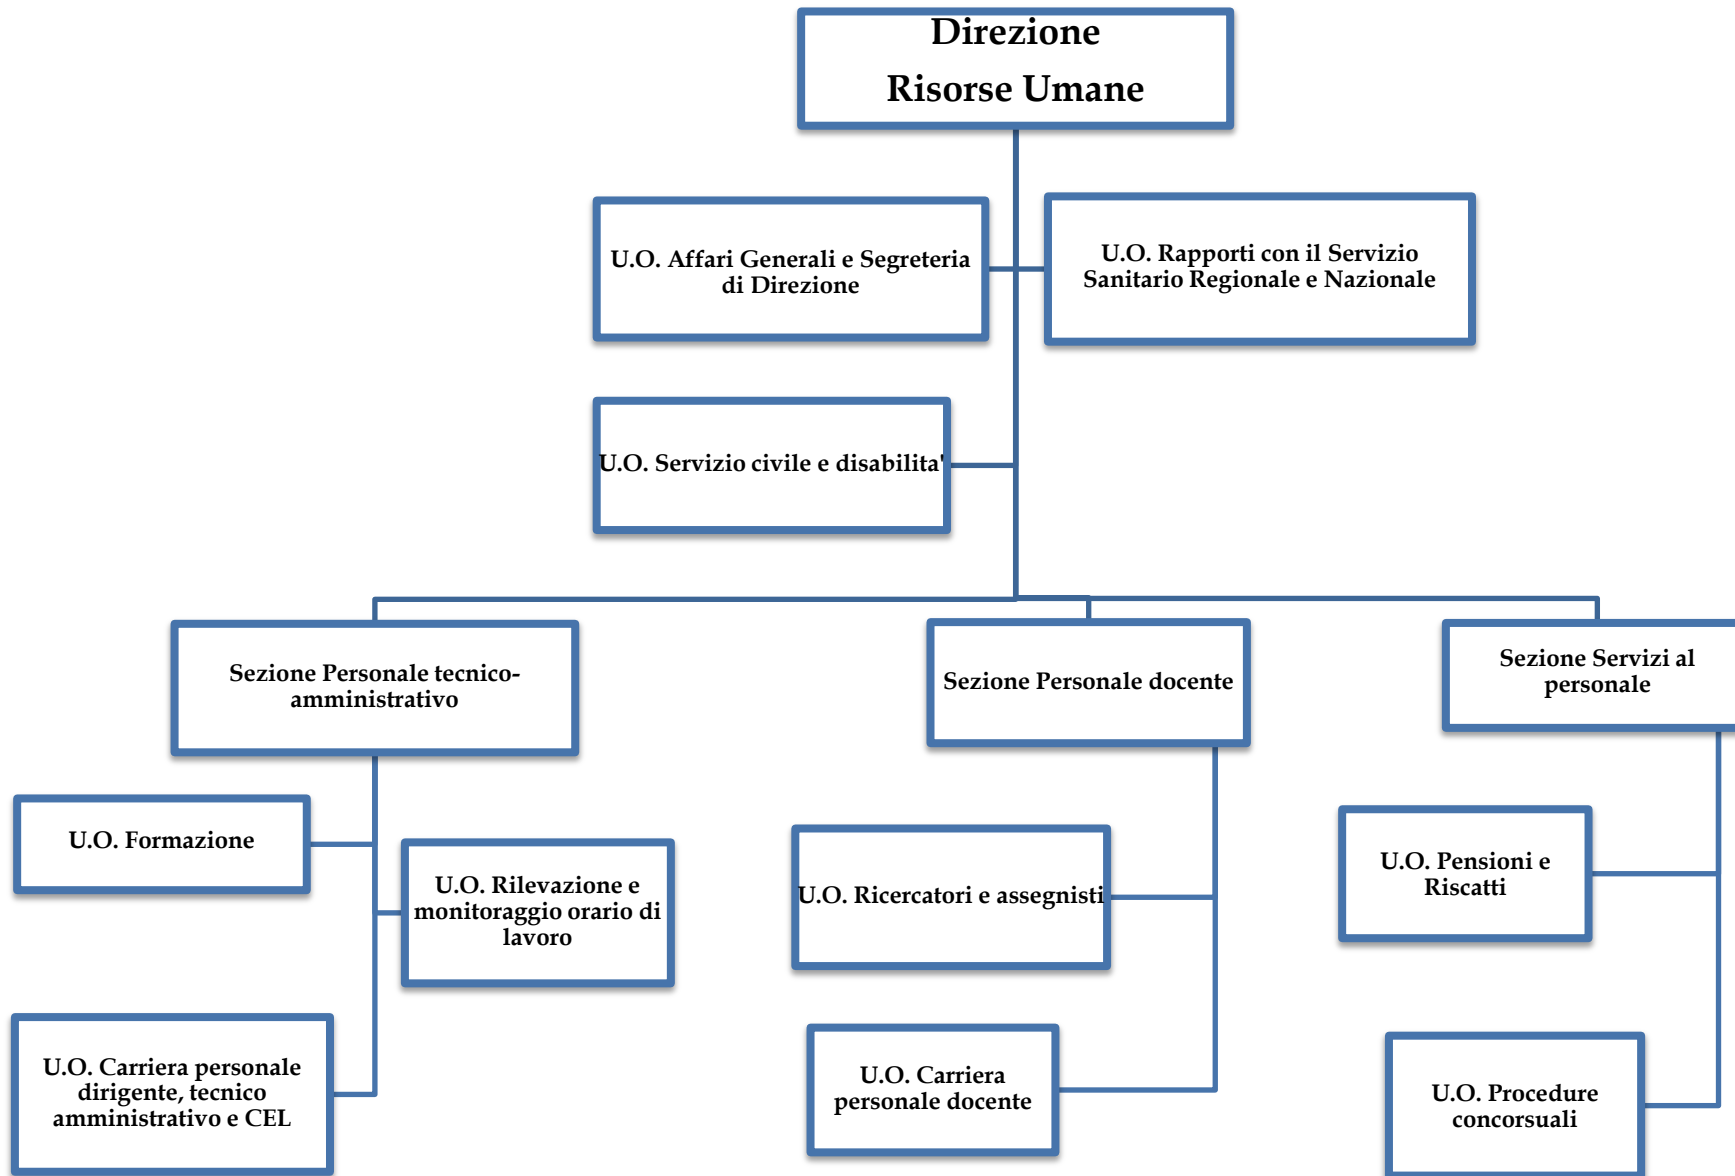 Direzione
Risorse Umane
U.O. Affari Generali e Segreteria
di Direzione
U.O. Rapporti con il Servizio
Sanitario Regionale e Nazionale
U.O. Servizio civile e disabilita'
Sezione Personale tecnico-
amministrativo
Sezione Personale docente
Sezione Servizi al
personale
U.O. Formazione
U.O. Rilevazione e
monitoraggio orario di
lavoro
U.O. Carriera personale
dirigente, tecnico
amministrativo e CEL
U.O. Ricercatori e assegnisti
U.O. Carriera
personale docente
U.O. Pensioni e
Riscatti
U.O. Procedure
concorsuali